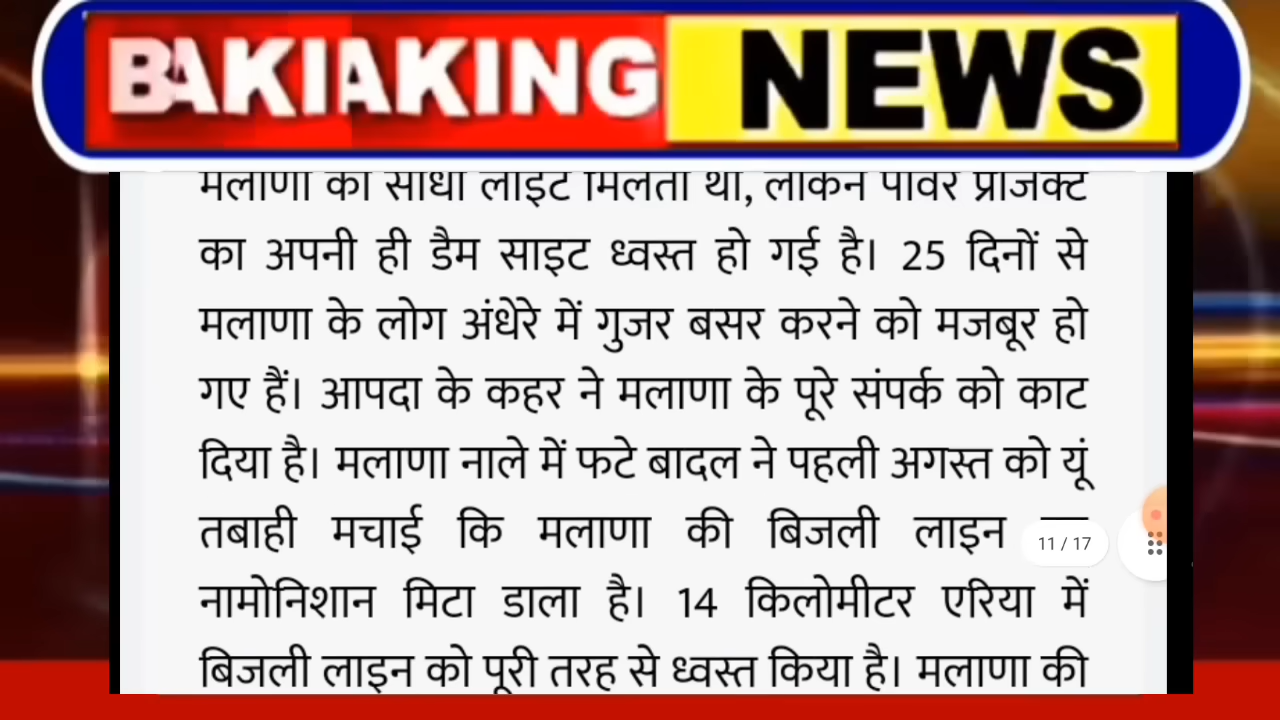 BAKIAKING NEWS
मलाणा को सीधी लाइट मिलती थी, लेकिन पावर प्रोजेक्ट
का अपनी ही डैम साइट ध्वस्त हो गई है। 25 दिनों से
मलाणा के लोग अंधेरे में गुजर बसर करने को मजबूर हो
गए हैं। आपदा के कहर ने मलाणा के पूरे संपर्क को काट
दिया है। मलाणा नाले में फटे बादल ने पहली अगस्त को यूं
तबाही मचाई कि मलाणा की बिजली लाइन
11 / 17
नामोनिशान मिटा डाला है। 14 किलोमीटर एरिया में
बिजली लाइन को पूरी तरह से ध्वस्त किया है। मलाणा की